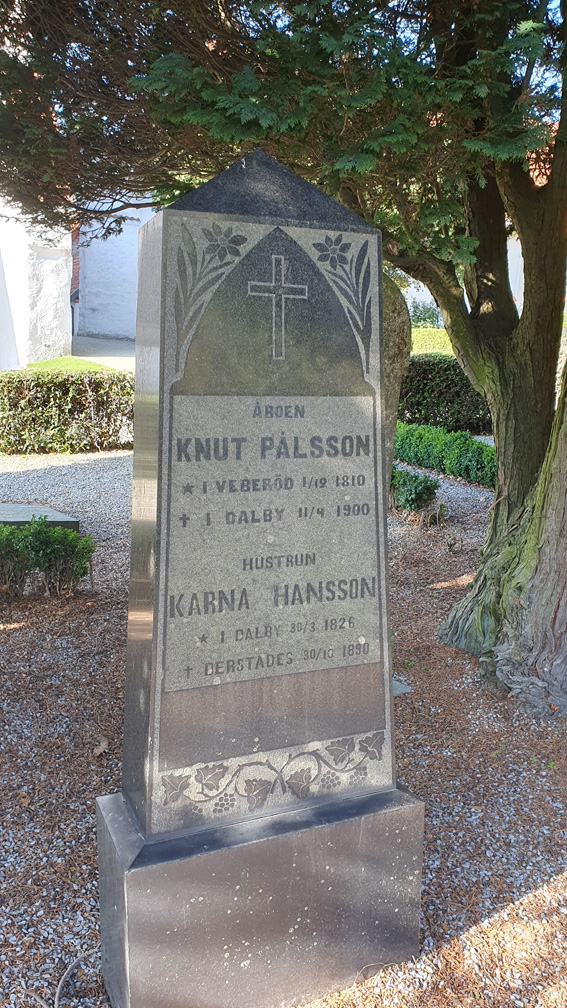 ÅBOEN
KNUT PÅLSSON
* I VEBERÖD 1/12 1810
+ I DALBY 11/4 1900
HUSTRUN
KARNA HANSSON
* I DALBY 30/3 1826
+ DERSTADES 30/10 1890